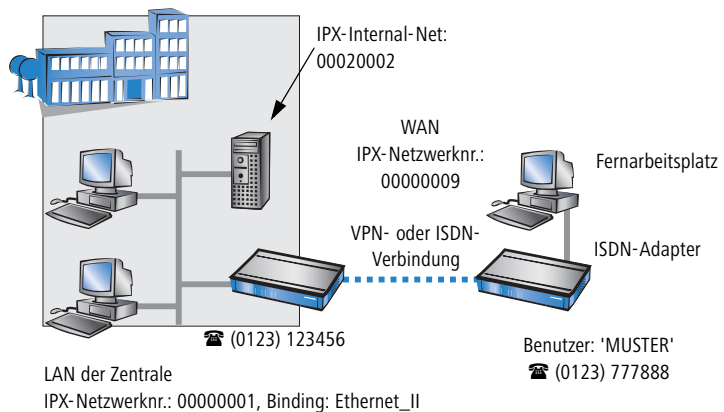 IPX-Internal-Net:
00020002
WAN
IPX-Netzwerknr.:
00000009
Fernarbeitsplatz
VPN- oder ISDN-
Verbindung
ISDN-Adapter
☎ (0123) 123456
Benutzer: 'MUSTER'
☎ (0123) 777888
LAN der Zentrale
IPX-Netzwerknr.: 00000001, Binding: Ethernet_II